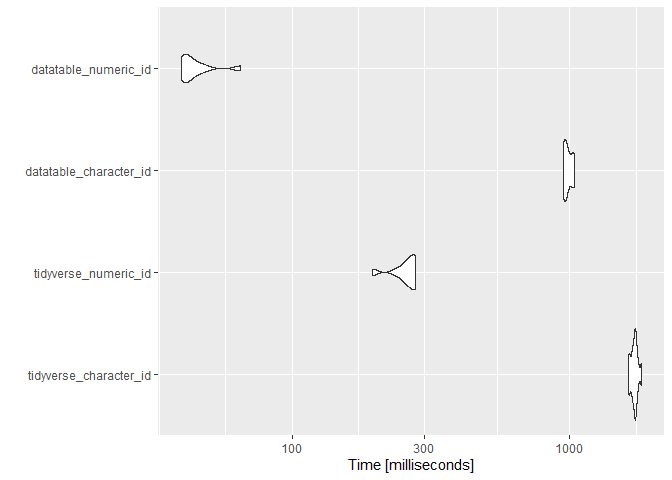 datatable_numeric_id
datatable_character_id
tidyverse_numeric_id
tidyverse_character_id
100 300 1000
Time [milliseconds]